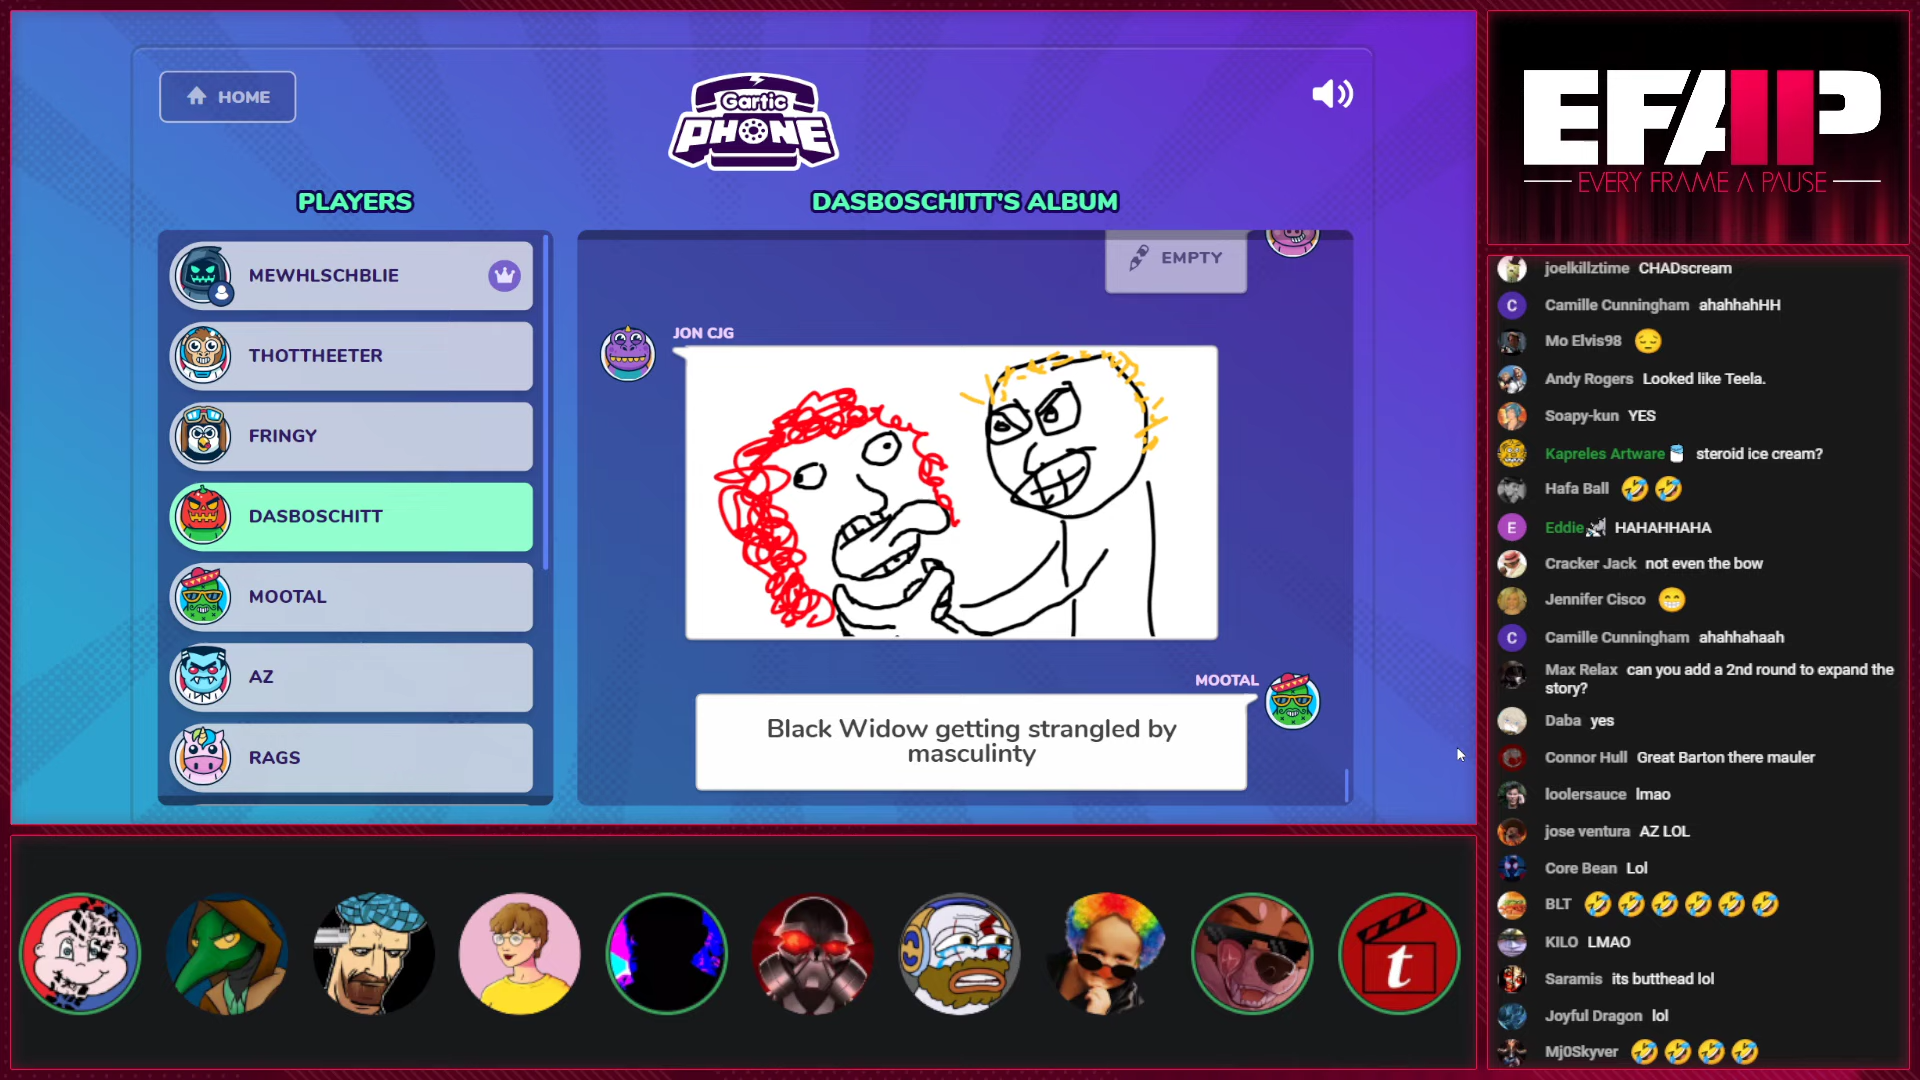 HOME
Gartic
PHONE
PLAYERS
DASBOSCHITT'S ALBUM
MEWHLSCHBLIE
THOTTHEETER
FRINGY
DASBOSCHITT
MOOTAL
AZ
RAGS
EMPTY
JON CJG
MOOTAL
Black Widow getting strangled by
masculinty
EFAP
EVERY FRAME A PAUSE
joelkillztime CHADscream
C Camille Cunningham ahahhahHH
Mo Elvis98
Andy Rogers Looked like Teela.
Soapy-kun YES
Kapreles Artware steroid ice cream?
Hafa Ball
E Eddie HAHAHHAHA
Cracker Jack not even the bow
Jennifer Cisco
C Camille Cunningham ahahhahaah
Max Relax can you add a 2nd round to expand the
story?
Daba yes
Connor Hull Great Barton there mauler
loolersauce lmao
jose ventura AZ LOL
Core Bean Lol
BLT
KILO LMAO
Saramis its butthead lol
Joyful Dragon lol
Mj0Skyver
t